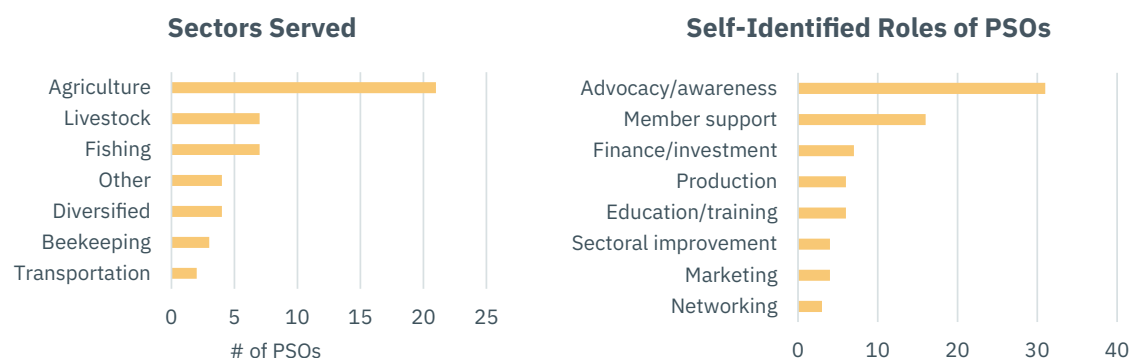 Sectors Served
Agriculture
Livestock
Fishing
Other
Diversified
Beekeeping
Transportation
0 5 10 15 20 25
# of PSOs
Self-Identified Roles of PSOs
Advocacy/awareness
Member support
Finance/investment
Production
Education/training
Sectoral improvement
Marketing
Networking
0 10 20 30 40